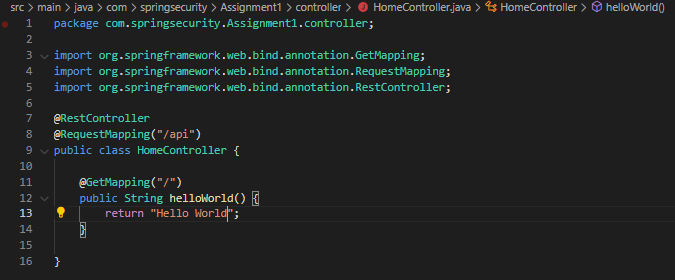 src > main > java > com > springsecurity > Assignment1 > controller > J HomeController.java > HomeController > helloWorld()
1 package com.springsecurity.Assignment1.controller;
2
3 import org.springframework.web.bind.annotation.GetMapping;
4 import org.springframework.web.bind.annotation.RequestMapping;
5 import org.springframework.web.bind.annotation.RestController;
6
7 @RestController
8 @RequestMapping("/api")
9 public class HomeController {
10
11 @GetMapping("/")
12 public String helloWorld() {
13 return "Hello World";
14 }
15
16 }